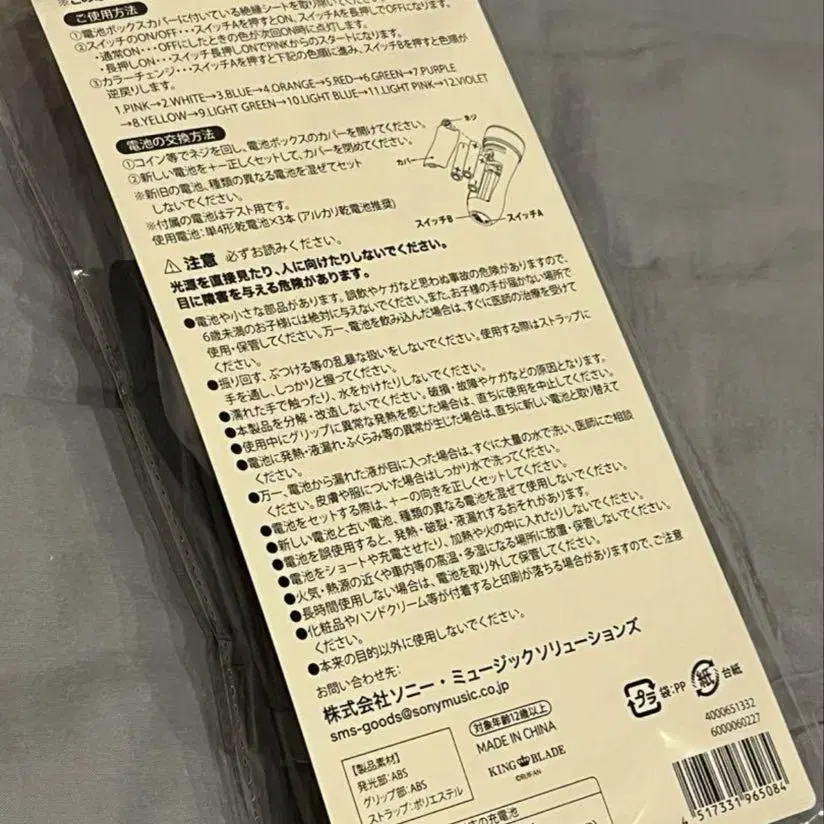 ご使用方法
①電池ボックスカバーに付いている絶縁シートを取り除いてください。
②スイッチのON/OFF・・・スイッチAを押すとON、スイッチAを長押しでOFFになります。
・通常ON・・・OFFにしたときの色が次回ON時に点灯します。
・長押しON・・・スイッチ長押しONでPINKからのスタートになります。
③カラーチェンジ・・・スイッチAを押すと下記の色順に進み、スイッチBを押すと色順が
逆戻りします。
1.PINK→2.WHITE→3.BLUE→4.ORANGE→5.RED→6.GREEN→7.PURPLE
→8.YELLOW→9.LIGHT GREEN→10.LIGHT BLUE→11.LIGHT PINK→12.VIOLET
電池の交換方法
①コイン等でネジを回し、電池ボックスのカバーを開けてください。
②新しい電池を+-正しくセットして、カバーを閉めてください。
※新旧の電池、種類の異なる電池を混ぜてセット
しないでください。
※付属の電池はテスト用です。
使用電池:単4形乾電池×3本(アルカリ乾電池推奨)
ネジ
カバー
スイッチB
スイッチA
⚠注意 必ずお読みください。
光源を直接見たり、人に向けたりしないでください。
目に障害を与える危険があります。
●電池や小さな部品があります。誤飲やケガなど思わぬ事故の危険がありますので、
6歳未満のお子様には絶対に与えないでください。また、お子様の手が届かない場所で
使用・保管してください。万一、電池を飲み込んだ場合は、すぐに医師の治療を受けて
ください。
●振り回す、ぶつける等の乱暴な扱いをしないでください。使用する際はストラップに
手を通し、しっかりと握ってください。
●濡れた手で触ったり、水をかけたりしないでください。
●本製品を分解・改造しないでください。破損・故障やケガなどの原因となります。
●使用中にグリップに異常な発熱を感じた場合は、直ちに使用を中止してください。
●電池に発熱・液漏れ・ふくらみ等の異常が生じた場合は、直ちに新しい電池と取り替えて
ください。
●万一、電池から漏れた液が目に入った場合は、すぐに大量の水で洗い、医師にご相談
ください。皮膚や服についた場合はしっかり水で洗ってください。
●電池をセットする際は、+-の向きを正しくセットしてください。
●新しい電池と古い電池、種類の異なる電池を混ぜて使用しないでください。
●電池を誤使用すると、発熱・破裂・液漏れするおそれがあります。
●電池をショートや充電させたり、加熱や火の中に入れたりしないでください。
●火気・熱源の近くや車内等の高温・多湿になる場所に放置・保管しないでください。
●長時間使用しない場合は、電池を取り外して保管してください。
●化粧品やハンドクリーム等が付着すると印刷が落ちる場合がありますので、ご注意
ください。
●本来の目的以外に使用しないでください。
お問い合わせ先:
株式会社ソニー・ミュージックソリューションズ
sms-goods@sonymusic.co.jp
プラ
袋:PP
紙
台紙
対象年齢12歳以上
MADE IN CHINA
KING BLADE
©RUIFAN
4000651332
6000060227
【製品素材】
発光部:ABS
グリップ部:ABS
ストラップ:ポリエステル
4 517331 965084